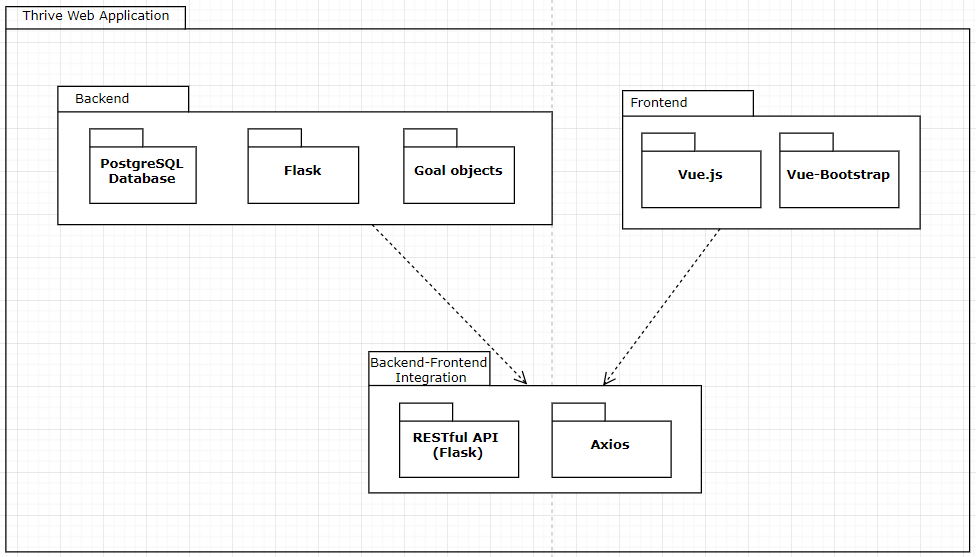 Thrive Web Application
Backend
PostgreSQL
Database
Flask
Goal objects
Frontend
Vue.js
Vue-Bootstrap
Backend-Frontend
Integration
RESTful API
(Flask)
Axios